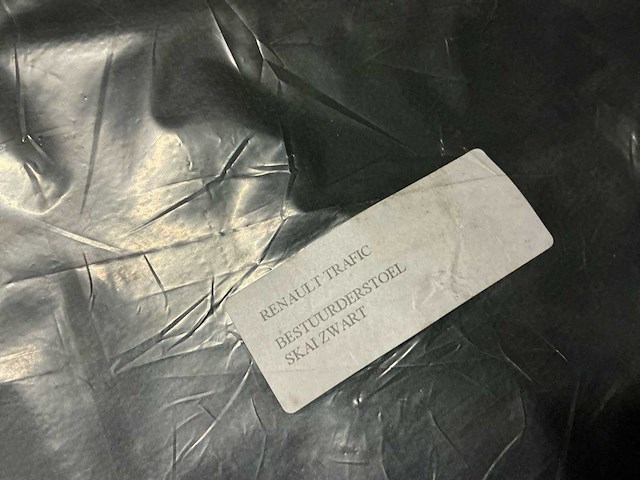 RENAULT TRAFIC
BESTUURDERSTOEL
SKAI ZWART